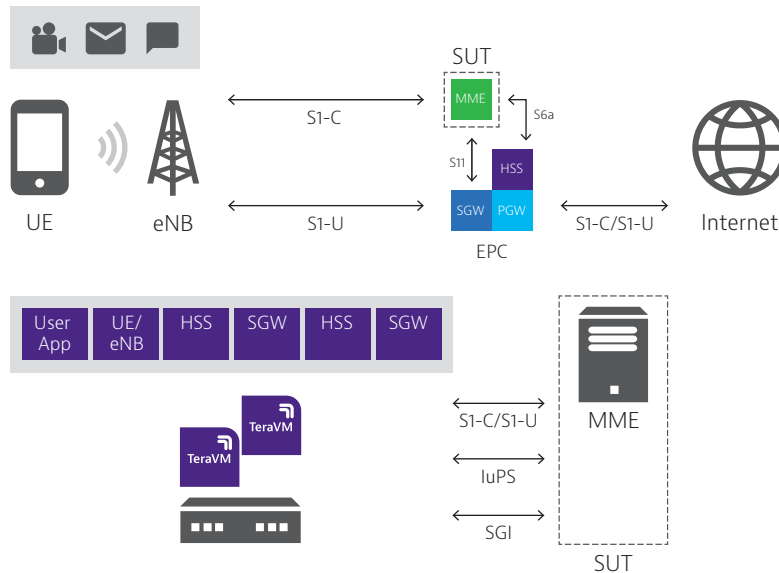 SUT
MME
S1-C
S6a
S11
HSS
UE
eNB
S1-U
SGW
PGW
S1-C/S1-U
Internet
EPC
User
App
UE/
eNB
HSS
SGW
HSS
SGW
TeraVM
TeraVM
S1-C/S1-U
MME
IuPS
SGI
SUT